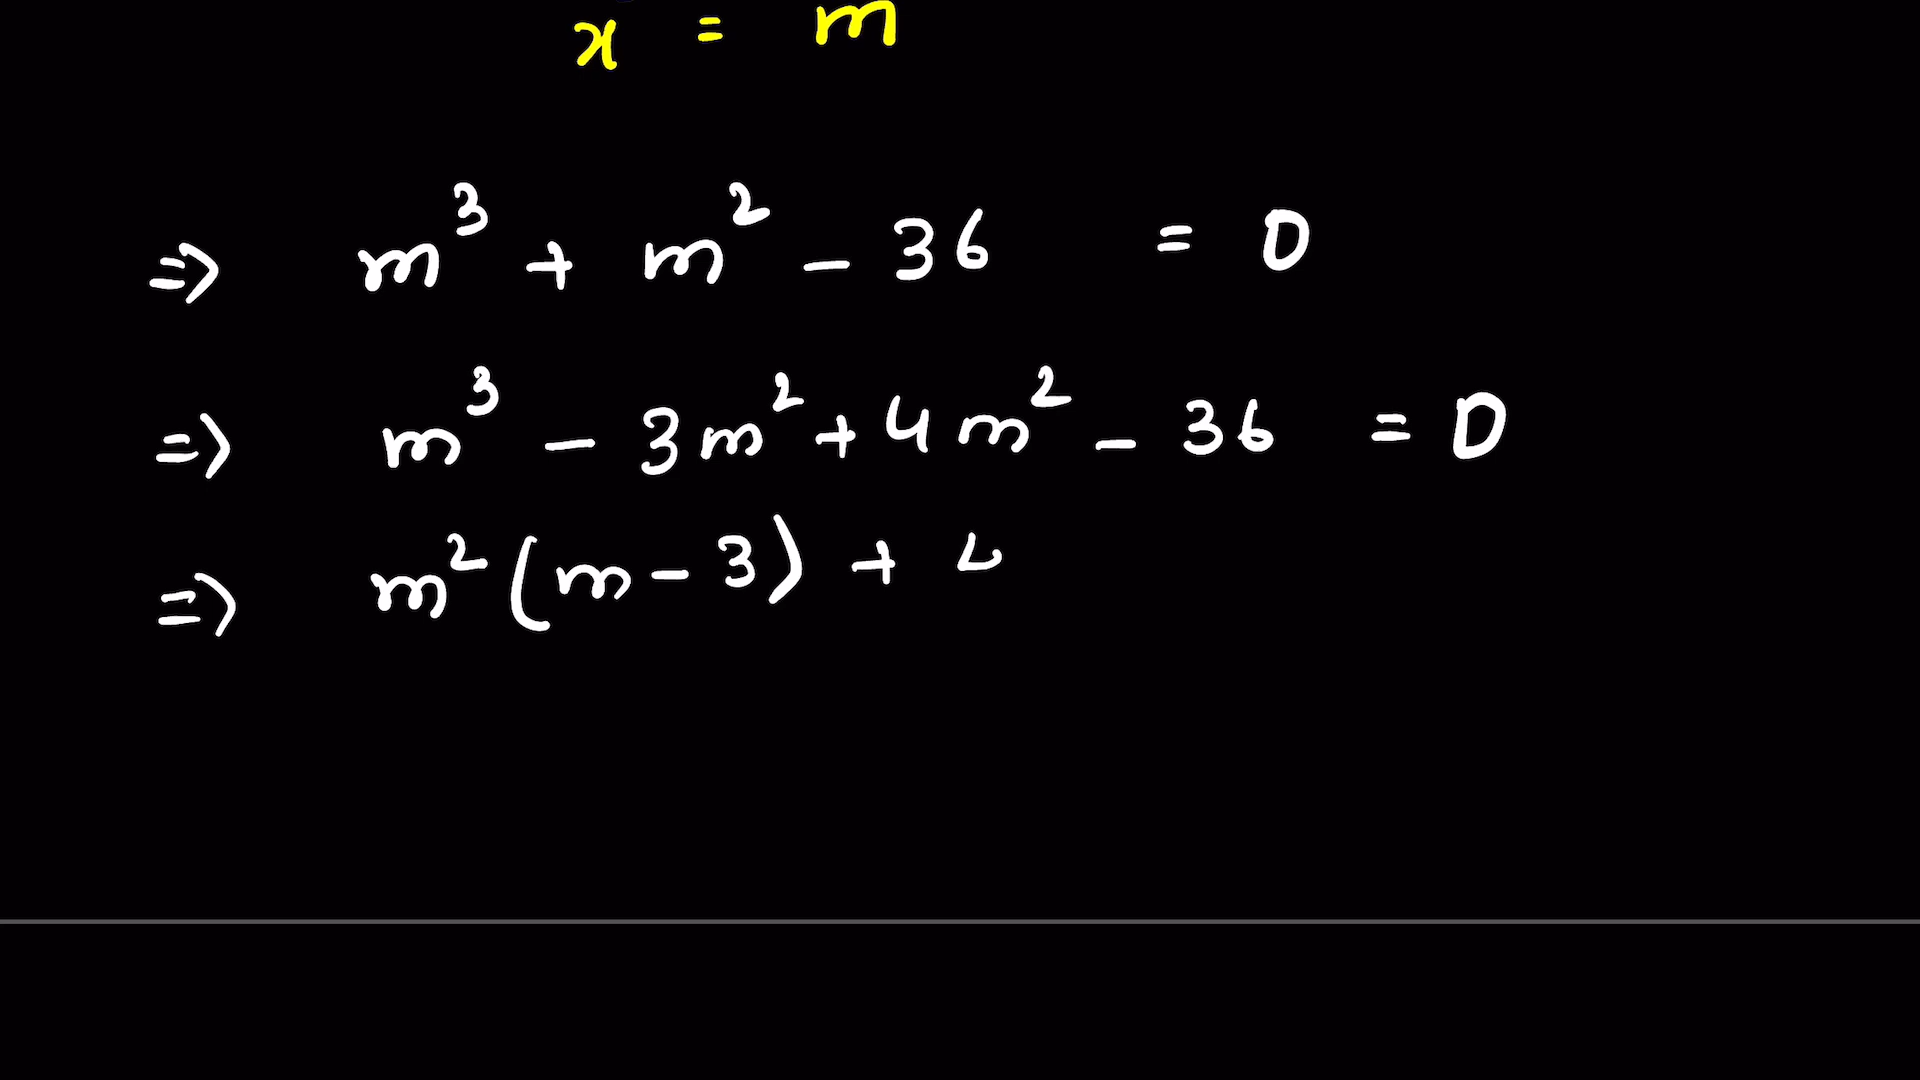 x = m
=> m³ + m² - 36 = 0
=> m³ - 3m² + 4m² - 36 = 0
=> m² (m - 3) +